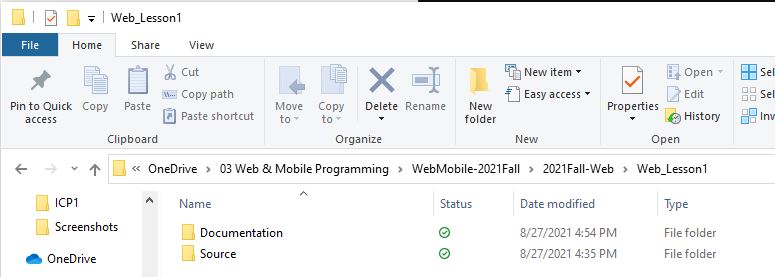 Web_Lesson1
File Home Share View
Pin to Quick access
Copy
Paste
Cut
Copy path
Paste shortcut
Clipboard
Move to
Copy to
Delete
Rename
Organize
New folder
New item
Easy access
New
Properties
Open
Edit
History
Open
Sel
Sel
Inv
« OneDrive > 03 Web & Mobile Programming > WebMobile-2021Fall > 2021Fall-Web > Web_Lesson1
ICP1
Screenshots
OneDrive
Name Status Date modified Type
Documentation 8/27/2021 4:54 PM File folder
Source 8/27/2021 4:35 PM File folder